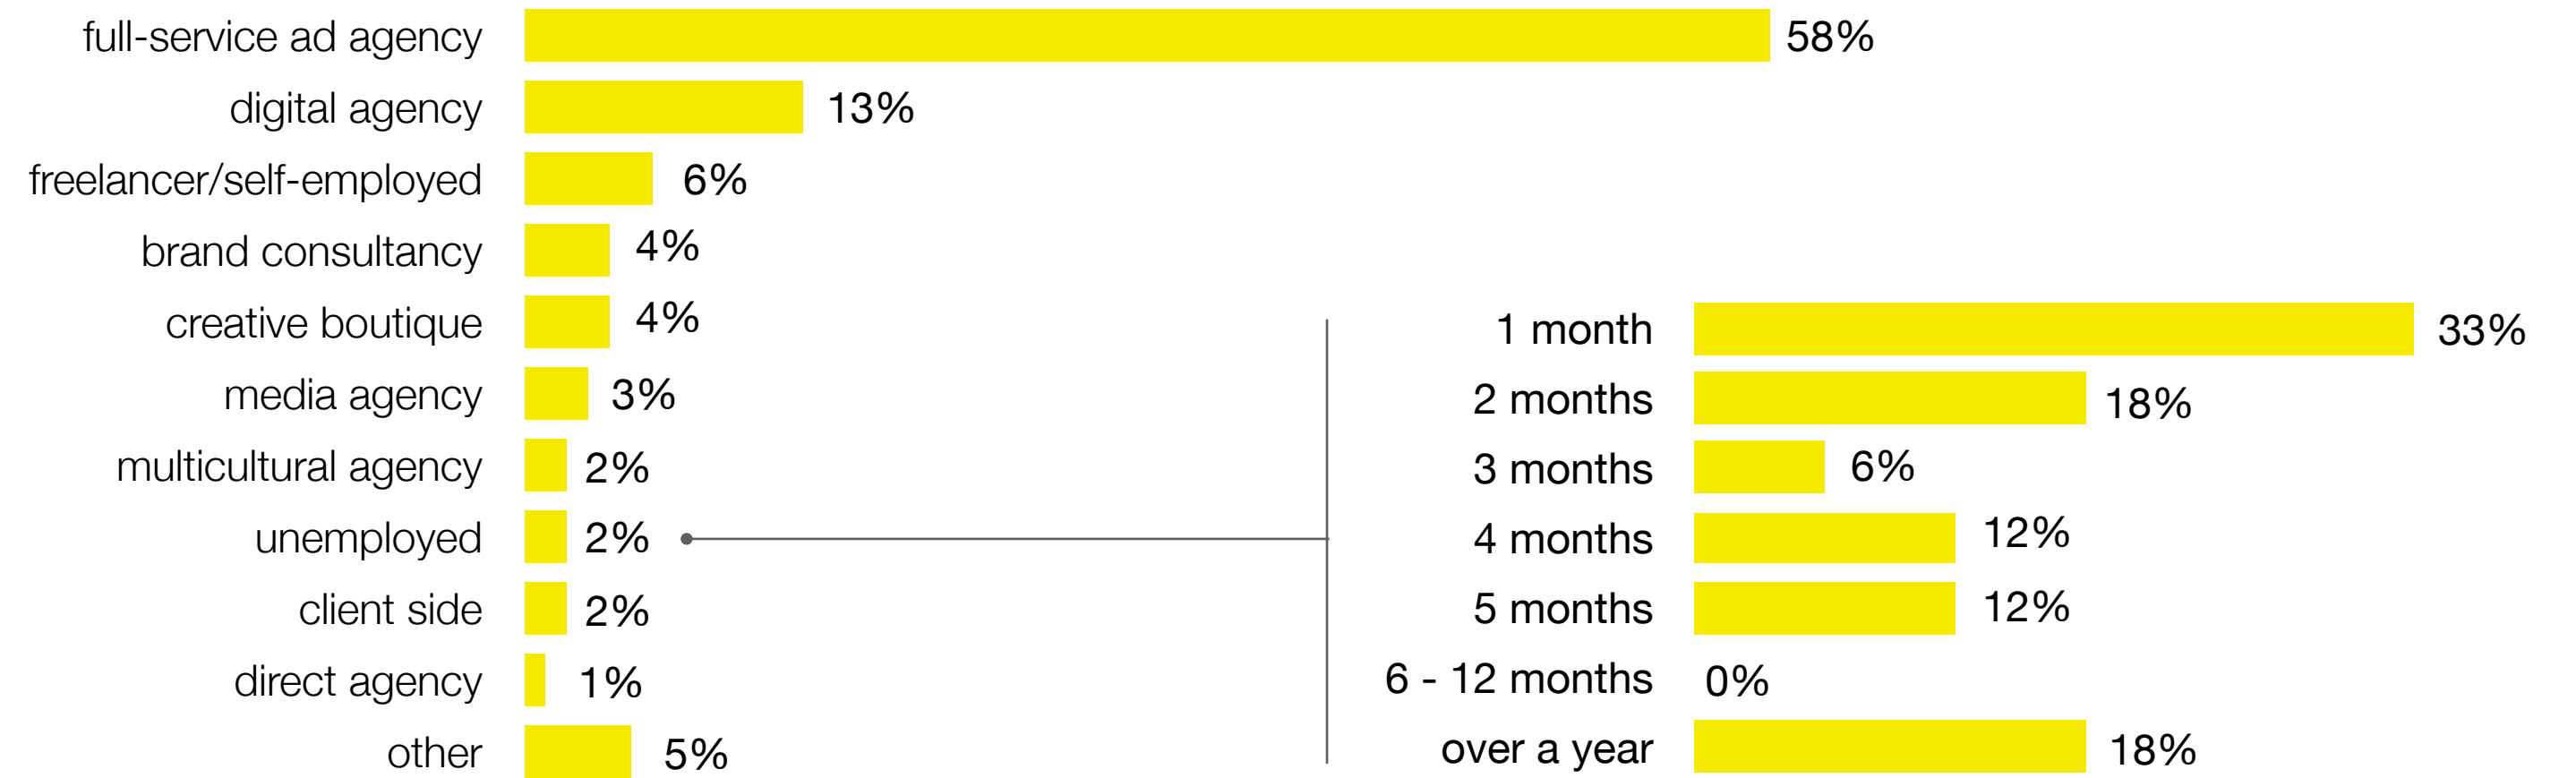 full-service ad agency 58%
digital agency 13%
freelancer/self-employed 6%
brand consultancy 4%
creative boutique 4%
media agency 3%
multicultural agency 2%
unemployed 2%
client side 2%
direct agency 1%
other 5%
1 month 33%
2 months 18%
3 months 6%
4 months 12%
5 months 12%
6 - 12 months 0%
over a year 18%